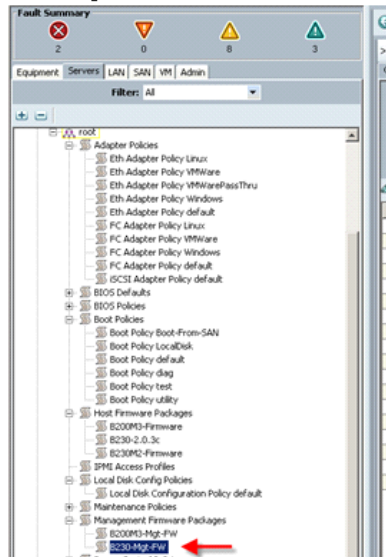 Fault Summary
2 0 8 3
Equipment Servers LAN SAN VM Admin
Filter: All
root
Adapter Policies
Eth Adapter Policy Linux
Eth Adapter Policy VMWare
Eth Adapter Policy VMWarePassThru
Eth Adapter Policy Windows
Eth Adapter Policy default
FC Adapter Policy Linux
FC Adapter Policy VMWare
FC Adapter Policy Windows
FC Adapter Policy default
iSCSI Adapter Policy default
BIOS Defaults
BIOS Policies
Boot Policies
Boot Policy Boot-From-SAN
Boot Policy LocalDisk
Boot Policy default
Boot Policy diag
Boot Policy test
Boot Policy utility
Host Firmware Packages
B200M3-Firmware
B230-2.0.3c
B230M2-Firmware
IPMI Access Profiles
Local Disk Config Policies
Local Disk Configuration Policy default
Maintenance Policies
Management Firmware Packages
B200M3-Mgt-FW
B230-Mgt-FW